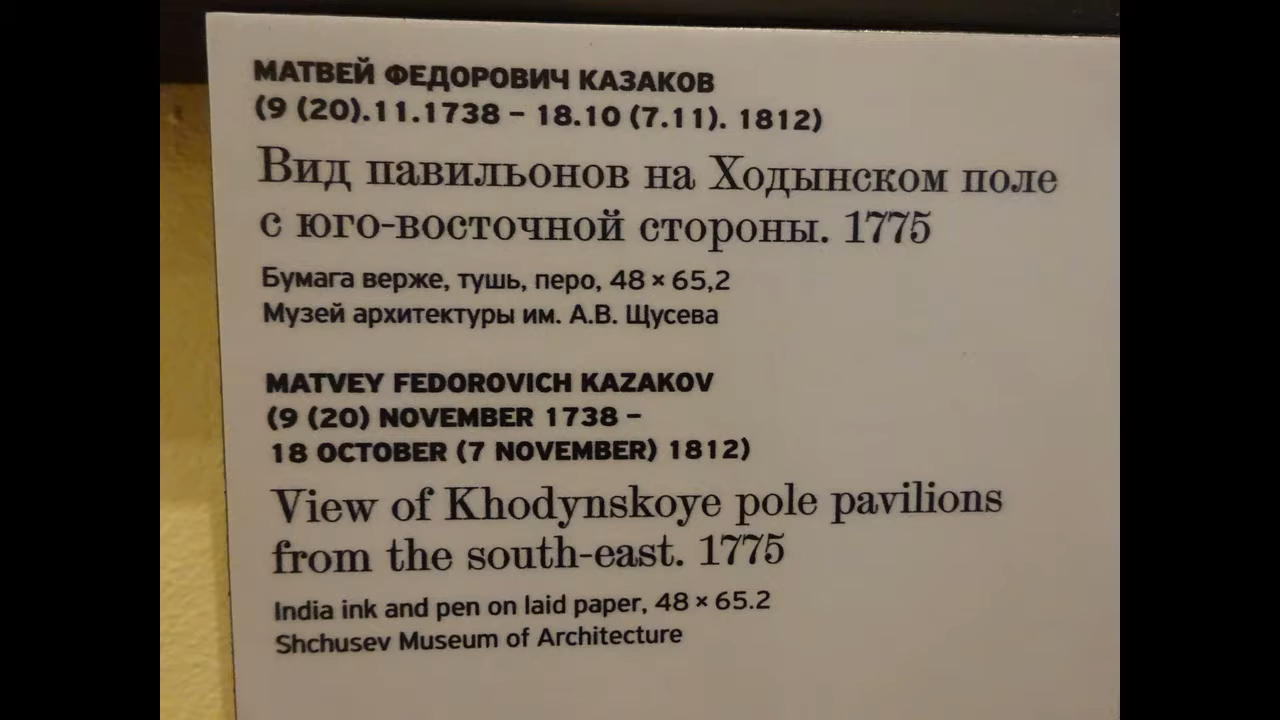 МАТВЕЙ ФЕДОРОВИЧ КАЗАКОВ
(9 (20).11.1738 – 18.10 (7.11). 1812)
Вид павильонов на Ходынском поле
с юго-восточной стороны. 1775
Бумага верже, тушь, перо, 48 × 65,2
Музей архитектуры им. А.В. Щусева
MATVEY FEDOROVICH KAZAKOV
(9 (20) NOVEMBER 1738 –
18 OCTOBER (7 NOVEMBER) 1812)
View of Khodynskoye pole pavilions
from the south-east. 1775
India ink and pen on laid paper, 48 × 65.2
Shchusev Museum of Architecture